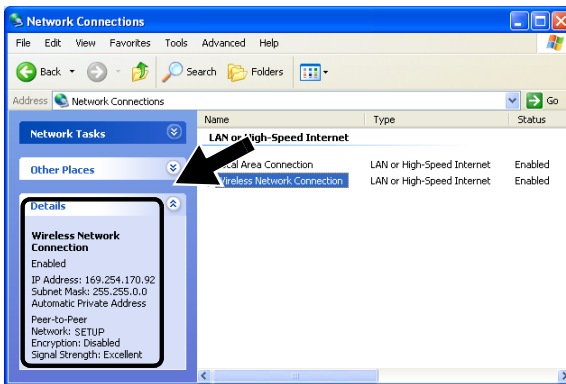 Network Connections
File Edit View Favorites Tools Advanced Help
Back Search Folders
Address Network Connections Go
Name Type Status
Network Tasks
LAN or High-Speed Internet
Other Places
Local Area Connection LAN or High-Speed Internet Enabled
Wireless Network Connection LAN or High-Speed Internet Enabled
Details
Wireless Network
Connection
Enabled
IP Address: 169.254.170.92
Subnet Mask: 255.255.0.0
Automatic Private Address
Peer-to-Peer
Network: SETUP
Encryption: Disabled
Signal Strength: Excellent